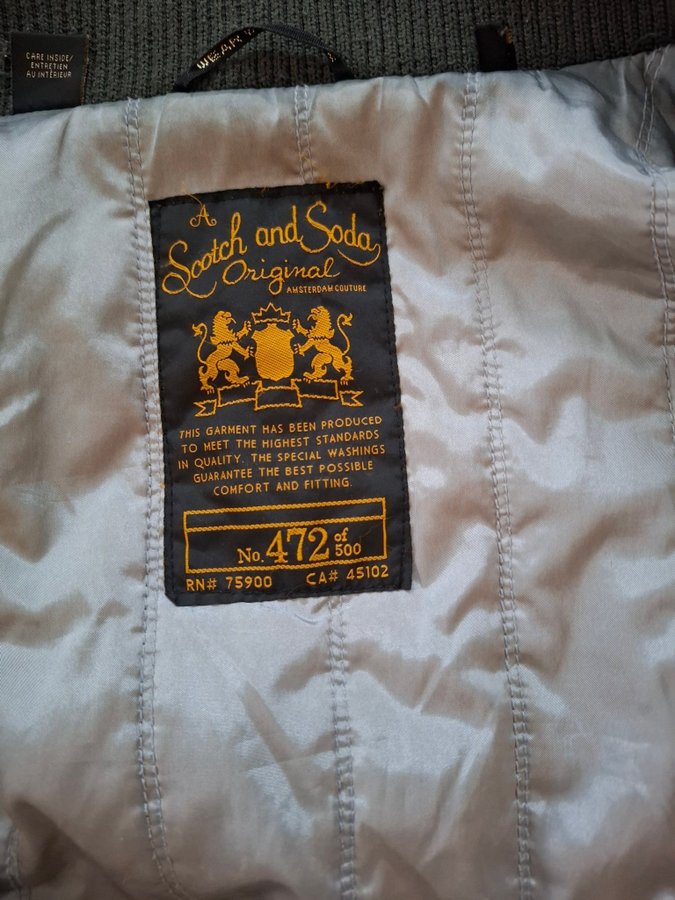 CARE INSIDE/
ENTRETIEN
AU INTÉRIEUR
WEAR
A
Scotch and Soda
Original
AMSTERDAM COUTURE
THIS GARMENT HAS BEEN PRODUCED
TO MEET THE HIGHEST STANDARDS
IN QUALITY. THE SPECIAL WASHINGS
GUARANTEE THE BEST POSSIBLE
COMFORT AND FITTING.
No. 472 of 500
RN# 75900 CA# 45102